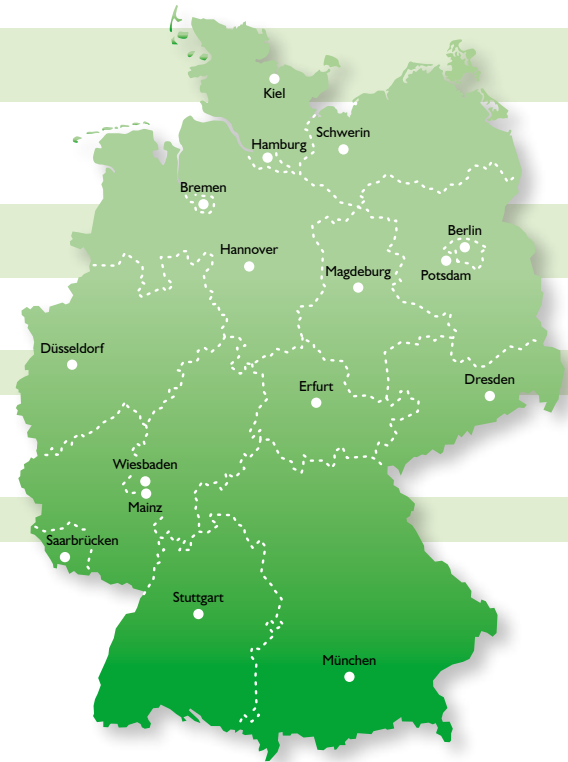 Kiel
Schwerin
Hamburg
Bremen
Berlin
Hannover
Magdeburg
Potsdam
Düsseldorf
Dresden
Erfurt
Wiesbaden
Mainz
Saarbrücken
Stuttgart
München